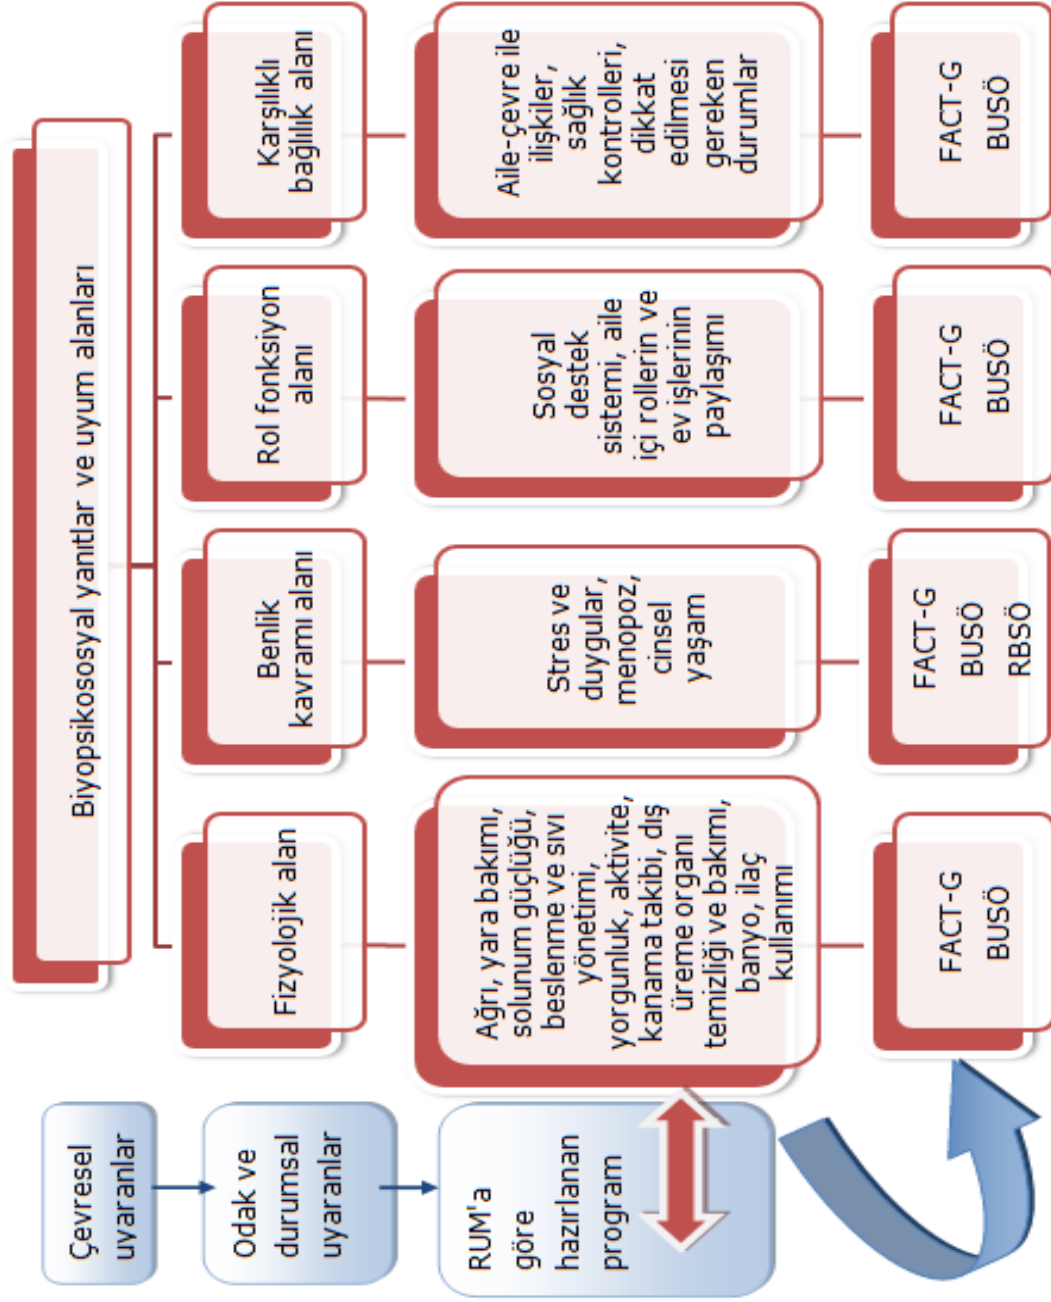 Biyopsikososyal yanıtlar ve uyum alanları
Çevresel
uyaranlar
Odak ve
durumsal
uyaranlar
RUM'a
göre
hazırlanan
program
Fizyolojik alan
Ağrı, yara bakımı,
solunum güçlüğü,
beslenme ve sıvı
yönetimi,
yorgunluk, aktivite,
kanama takibi, dış
üreme organı
temizliği ve bakımı,
banyo, ilaç
kullanımı
FACT-G
BUSÖ
Benlik
kavramı alanı
Stres ve
duygular,
menopoz,
cinsel
yaşam
FACT-G
BUSÖ
RBSÖ
Rol fonksiyon
alanı
Sosyal
destek
sistemi, aile
içi rollerin ve
ev işlerinin
paylaşımı
FACT-G
BUSÖ
Karşılıklı
bağlılık alanı
Aile-çevre ile
ilişkiler,
sağlık
kontrolleri,
dikkat
edilmesi
gereken
durumlar
FACT-G
BUSÖ